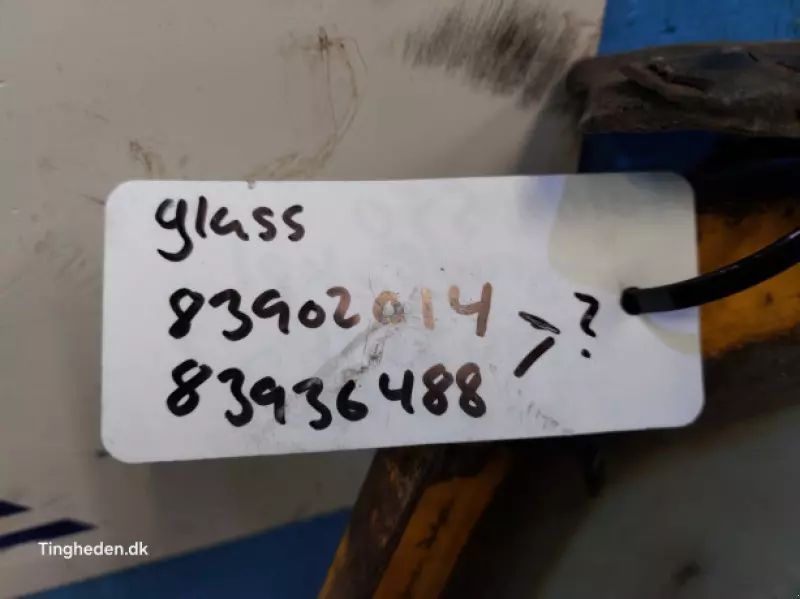 glass
83902014
83936488 > ?
Tingheden.dk